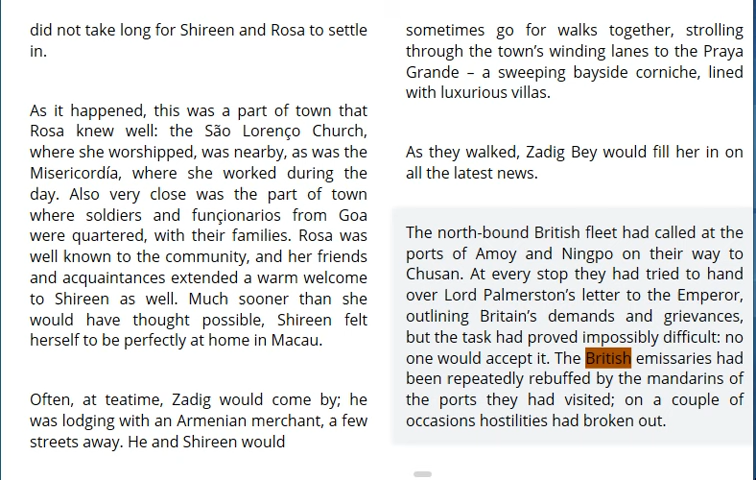 did not take long for Shireen and Rosa to settle
in.
As it happened, this was a part of town that
Rosa knew well: the São Lorenço Church,
where she worshipped, was nearby, as was the
Misericordía, where she worked during the
day. Also very close was the part of town
where soldiers and funçionarios from Goa
were quartered, with their families. Rosa was
well known to the community, and her friends
and acquaintances extended a warm welcome
to Shireen as well. Much sooner than she
would have thought possible, Shireen felt
herself to be perfectly at home in Macau.
Often, at teatime, Zadig would come by; he
was lodging with an Armenian merchant, a few
streets away. He and Shireen would
sometimes go for walks together, strolling
through the town’s winding lanes to the Praya
Grande – a sweeping bayside corniche, lined
with luxurious villas.
As they walked, Zadig Bey would fill her in on
all the latest news.
The north-bound British fleet had called at the
ports of Amoy and Ningpo on their way to
Chusan. At every stop they had tried to hand
over Lord Palmerston’s letter to the Emperor,
outlining Britain’s demands and grievances,
but the task had proved impossibly difficult: no
one would accept it. The British emissaries had
been repeatedly rebuffed by the mandarins of
the ports they had visited; on a couple of
occasions hostilities had broken out.